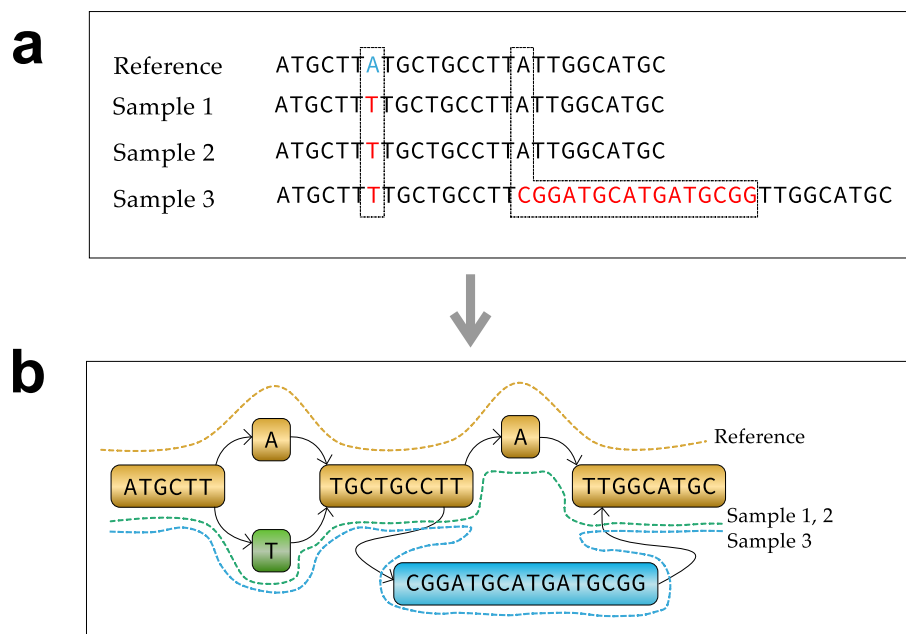 a
Reference ATGCTTATGCTGCCTTATTGGCATGC
Sample 1 ATGCTTTTGCTGCCTTATTGGCATGC
Sample 2 ATGCTTTTGCTGCCTTATTGGCATGC
Sample 3 ATGCTTTTGCTGCCTTCGGATGCATGATGCGGTTGGCATGC
b
A A Reference
ATGCTT TGCTGCCTT TTGGCATGC
Sample 1, 2
T Sample 3
CGGATGCATGATGCGG